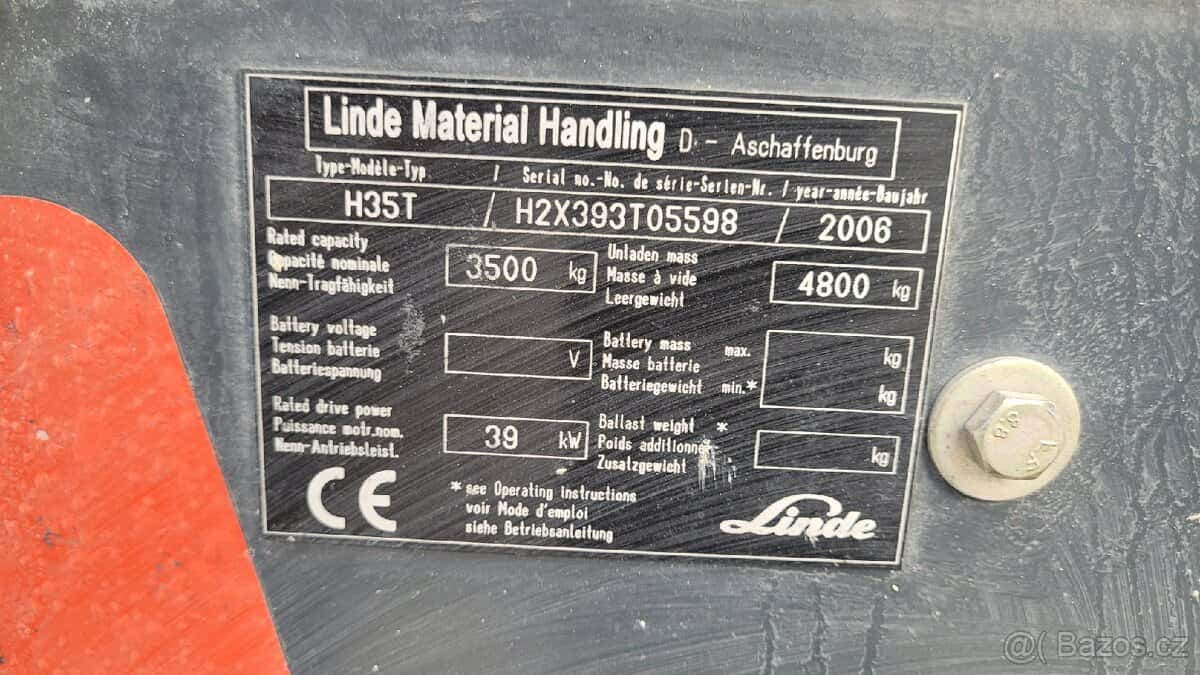 Linde Material Handling D - Aschaffenburg
Type-Modèle-Typ / Serial no.-No. de série-Serien-Nr. / year-année-Baujahr
H35T / H2X393T05598 / 2006
Rated capacity
Capacité nominale
Nenn-Tragfähigkeit
3500 kg
Unladen mass
Masse à vide
Leergewicht
4800 kg
Battery voltage
Tension batterie
Batteriespannung
V
Battery mass max. kg
Masse batterie
Batteriegewicht min.* kg
Rated drive power
Puissance motr.nom.
Nenn-Antriebsleist.
39 kW
Ballast weight *
Poids additionnel
Zusatzgewicht
kg
CE
* see Operating Instructions
voir Mode d'emploi
siehe Betriebsanleitung
Linde
8.8
@( Bazos.cz